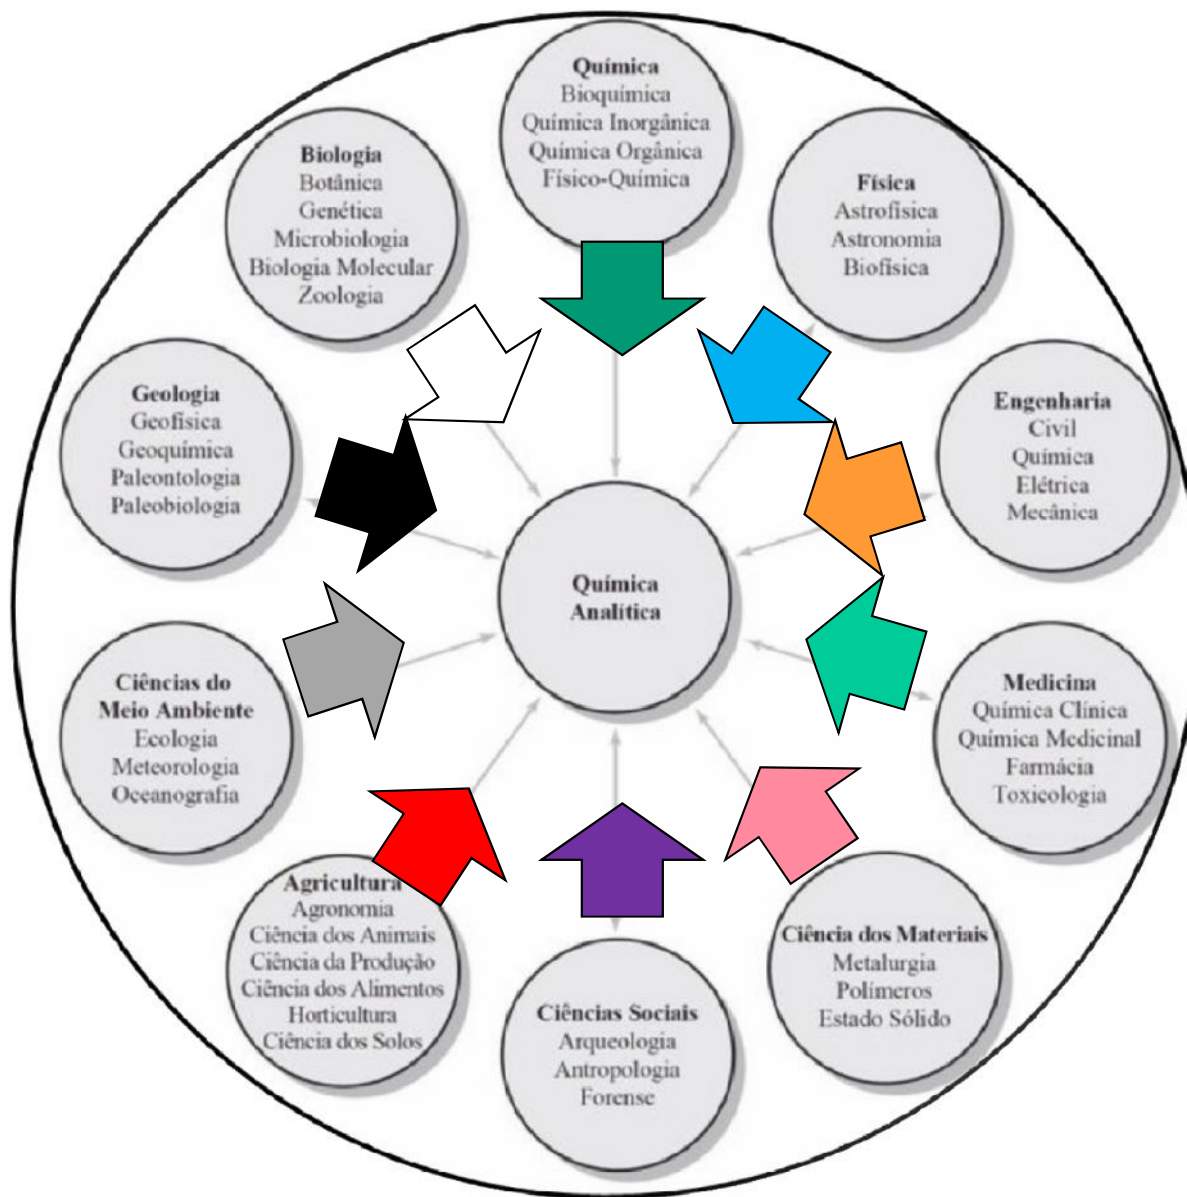 Química
Bioquímica
Química Inorgânica
Química Orgânica
Físico-Química
Física
Astrofísica
Astronomia
Biofísica
Engenharia
Civil
Química
Elétrica
Mecânica
Medicina
Química Clínica
Química Medicinal
Farmácia
Toxicologia
Ciência dos Materiais
Metalurgia
Polímeros
Estado Sólido
Ciências Sociais
Arqueologia
Antropologia
Forense
Agricultura
Agronomia
Ciência dos Animais
Ciência da Produção
Ciência dos Alimentos
Horticultura
Ciência dos Solos
Ciências do
Meio Ambiente
Ecologia
Meteorologia
Oceanografia
Geologia
Geofísica
Geoquímica
Paleontologia
Paleobiologia
Biologia
Botânica
Genética
Microbiologia
Biologia Molecular
Zoologia
Química
Analítica